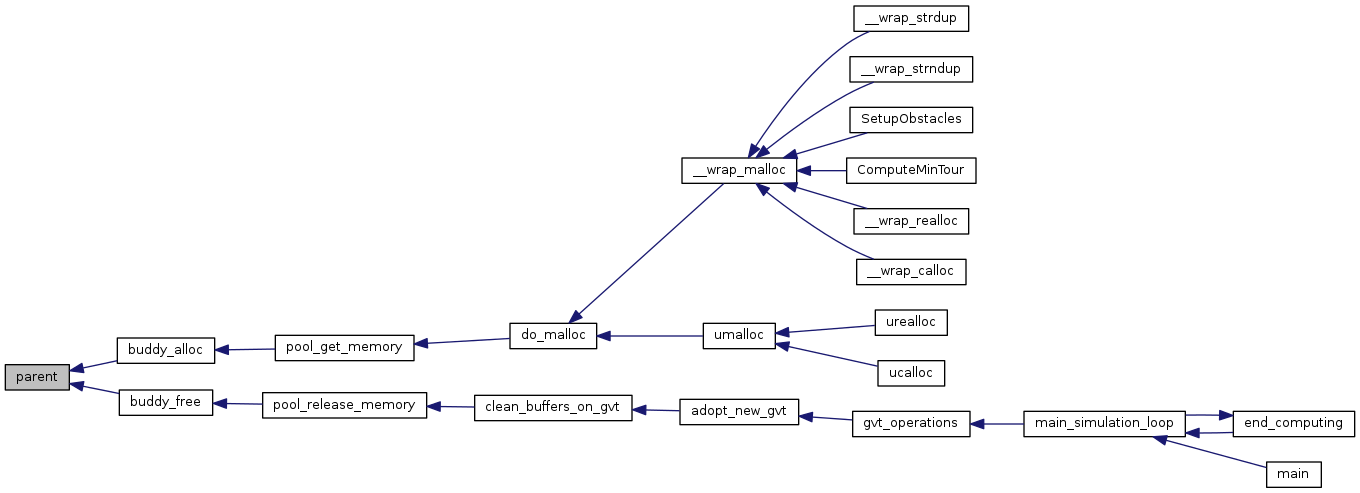 __wrap_strdup
__wrap_strndup
SetupObstacles
__wrap_malloc
ComputeMinTour
__wrap_realloc
__wrap_calloc
urealloc
do_malloc
umalloc
buddy_alloc
pool_get_memory
ucalloc
parent
buddy_free
pool_release_memory
clean_buffers_on_gvt
adopt_new_gvt
gvt_operations
main_simulation_loop
end_computing
main